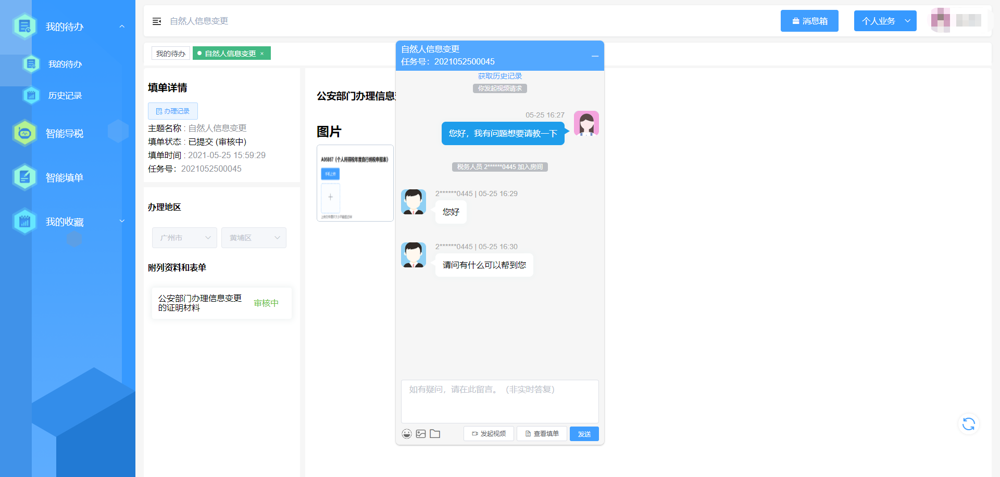 我的待办
我的待办
历史记录
智能导税
智能填单
我的收藏
自然人信息变更
消息箱
个人业务
我的待办
自然人信息变更 ×
填单详情
办理记录
主题名称 : 自然人信息变更
填单状态 : 已提交 (审核中)
填单时间 : 2021-05-25 15:59:29
任务号：2021052500045
办理地区
广州市
黄埔区
附列资料和表单
公安部门办理信息变更
的证明材料
审核中
公安部门办理信息
图片
A06867《个人所得税年度自行纳税申报表》
手机上传
自然人信息变更
任务号：2021052500045
获取历史记录
你发起视频请求
05-25 16:27
您好，我有问题想要请教一下
税务人员 2******0445 加入房间
2******0445 | 05-25 16:29
您好
2******0445 | 05-25 16:30
请问有什么可以帮到您
如有疑问，请在此留言。（非实时答复）
发起视频
查看填单
发送